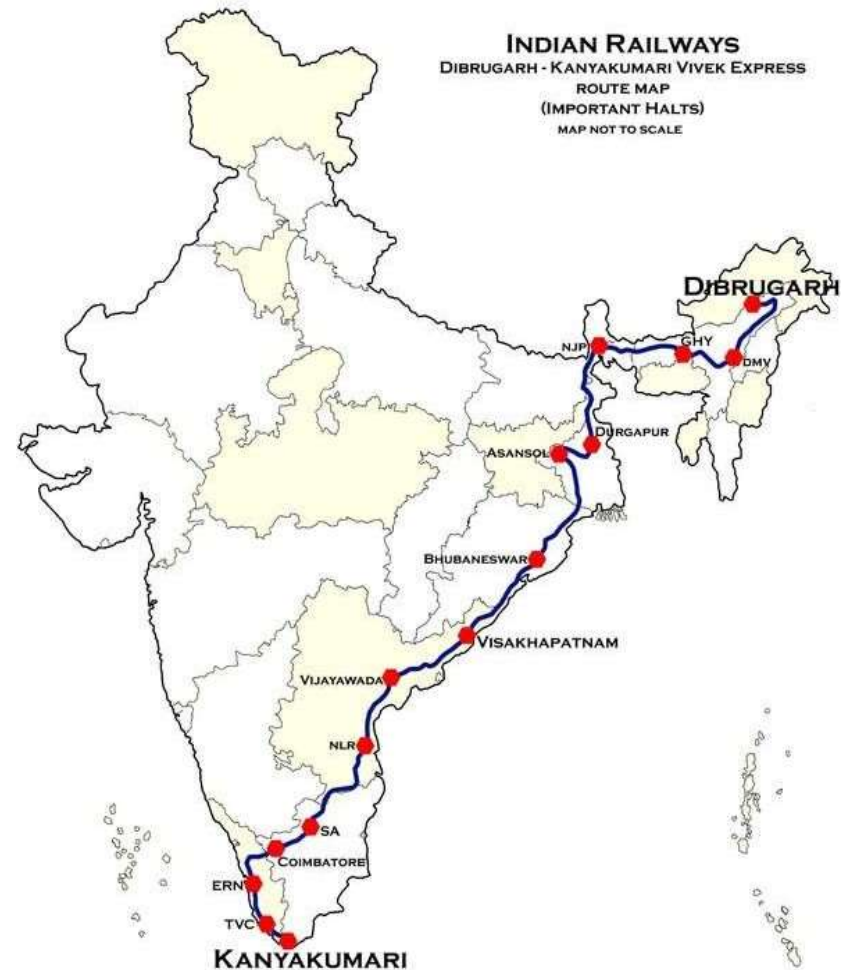 INDIAN RAILWAYS
DIBRUGARH - KANYAKUMARI VIVEK EXPRESS
ROUTE MAP
(IMPORTANT HALTS)
MAP NOT TO SCALE
DIBRUGARH
GHY
NJP
DMV
DURGAPUR
ASANSOL
BHUBANESWAR
VISAKHAPATNAM
VIJAYAWADA
NLR
SA
COIMBATORE
ERN
TVC
KANYAKUMARI